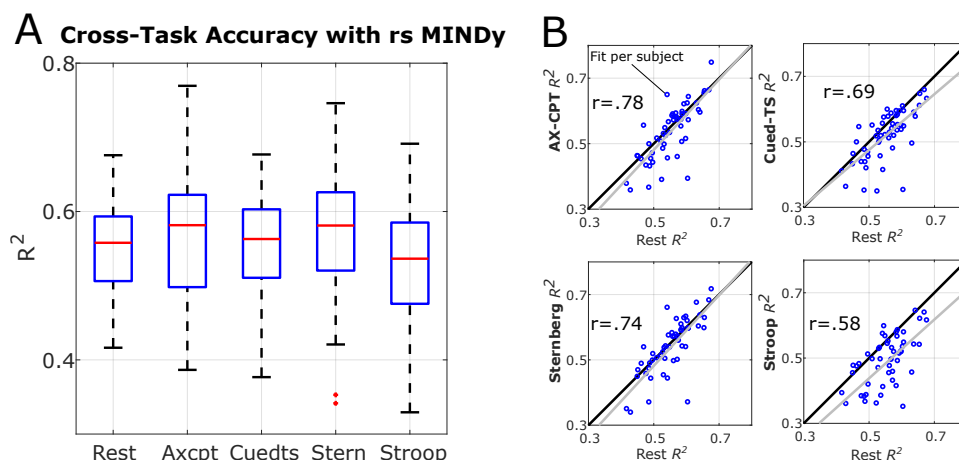 A
Cross-Task Accuracy with rs MINDy
0.8
0.6
0.4
R²
Rest Axcpt Cuedts Stern Stroop
B
Fit per subject
r=.78
AX-CPT R²
0.7
0.5
0.3
0.3 0.5 0.7
Rest R²
r=.69
Cued-TS R²
0.7
0.5
0.3
0.3 0.5 0.7
Rest R²
r=.74
Sternberg R²
0.7
0.5
0.3
0.3 0.5 0.7
Rest R²
r=.58
Stroop R²
0.7
0.5
0.3
0.3 0.5 0.7
Rest R²